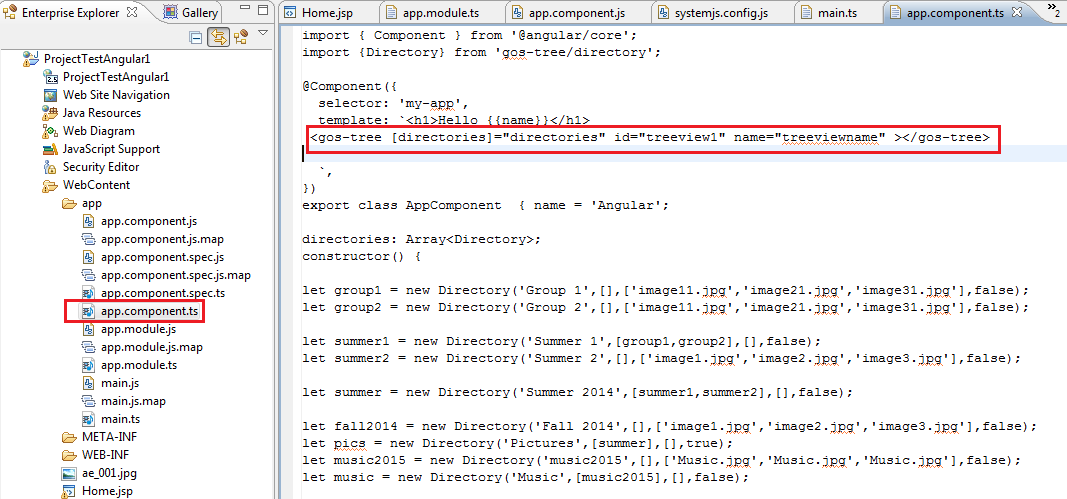 Enterprise Explorer
Gallery
ProjectTestAngular1
ProjectTestAngular1
Web Site Navigation
Java Resources
Web Diagram
JavaScript Support
Security Editor
WebContent
app
app.component.js
app.component.js.map
app.component.spec.js
app.component.spec.js.map
app.component.spec.ts
app.component.ts
app.module.js
app.module.js.map
app.module.ts
main.js
main.js.map
main.ts
META-INF
WEB-INF
ae_001.jpg
Home.jsp
Home.jsp
app.module.ts
app.component.js
systemjs.config.js
main.ts
app.component.ts
»2
import { Component } from '@angular/core';
import {Directory} from 'gos-tree/directory';
@Component({
selector: 'my-app',
template: `<h1>Hello {{name}}</h1>
<gos-tree [directories]="directories" id="treeview1" name="treeviewname" ></gos-tree>
`,
})
export class AppComponent  { name = 'Angular';
directories: Array<Directory>;
constructor() {
let group1 = new Directory('Group 1',[],['image11.jpg','image21.jpg','image31.jpg'],false);
let group2 = new Directory('Group 2',[],['image11.jpg','image21.jpg','image31.jpg'],false);
let summer1 = new Directory('Summer 1',[group1,group2],[],false);
let summer2 = new Directory('Summer 2',[],['image1.jpg','image2.jpg','image3.jpg'],false);
let summer = new Directory('Summer 2014',[summer1,summer2],[],false);
let fall2014 = new Directory('Fall 2014',[],['image1.jpg','image2.jpg','image3.jpg'],false);
let pics = new Directory('Pictures',[summer],[],true);
let music2015 = new Directory('music2015',[],['Music.jpg','Music.jpg','Music.jpg'],false);
let music = new Directory('Music',[music2015],[],false);